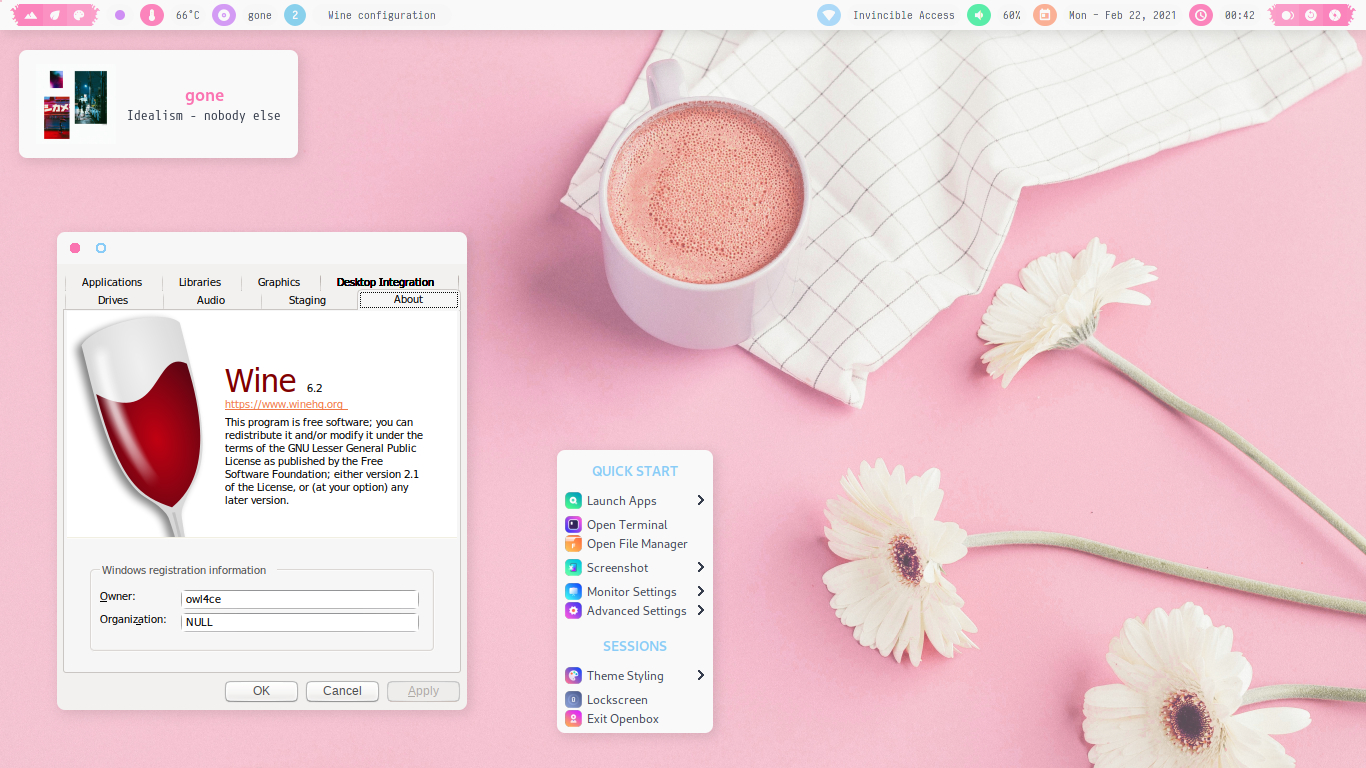 66°C
gone
2
Wine configuration
Invincible Access
60%
Mon - Feb 22, 2021
00:42
gone
Idealism - nobody else
Applications
Libraries
Graphics
Desktop Integration
Drives
Audio
Staging
About
Wine 6.2
https://www.winehq.org
This program is free software; you can
redistribute it and/or modify it under the
terms of the GNU Lesser General Public
License as published by the Free
Software Foundation; either version 2.1
of the License, or (at your option) any
later version.
Windows registration information
Owner:
owl4ce
Organization:
NULL
OK
Cancel
Apply
QUICK START
Launch Apps
Open Terminal
Open File Manager
Screenshot
Monitor Settings
Advanced Settings
SESSIONS
Theme Styling
Lockscreen
Exit Openbox